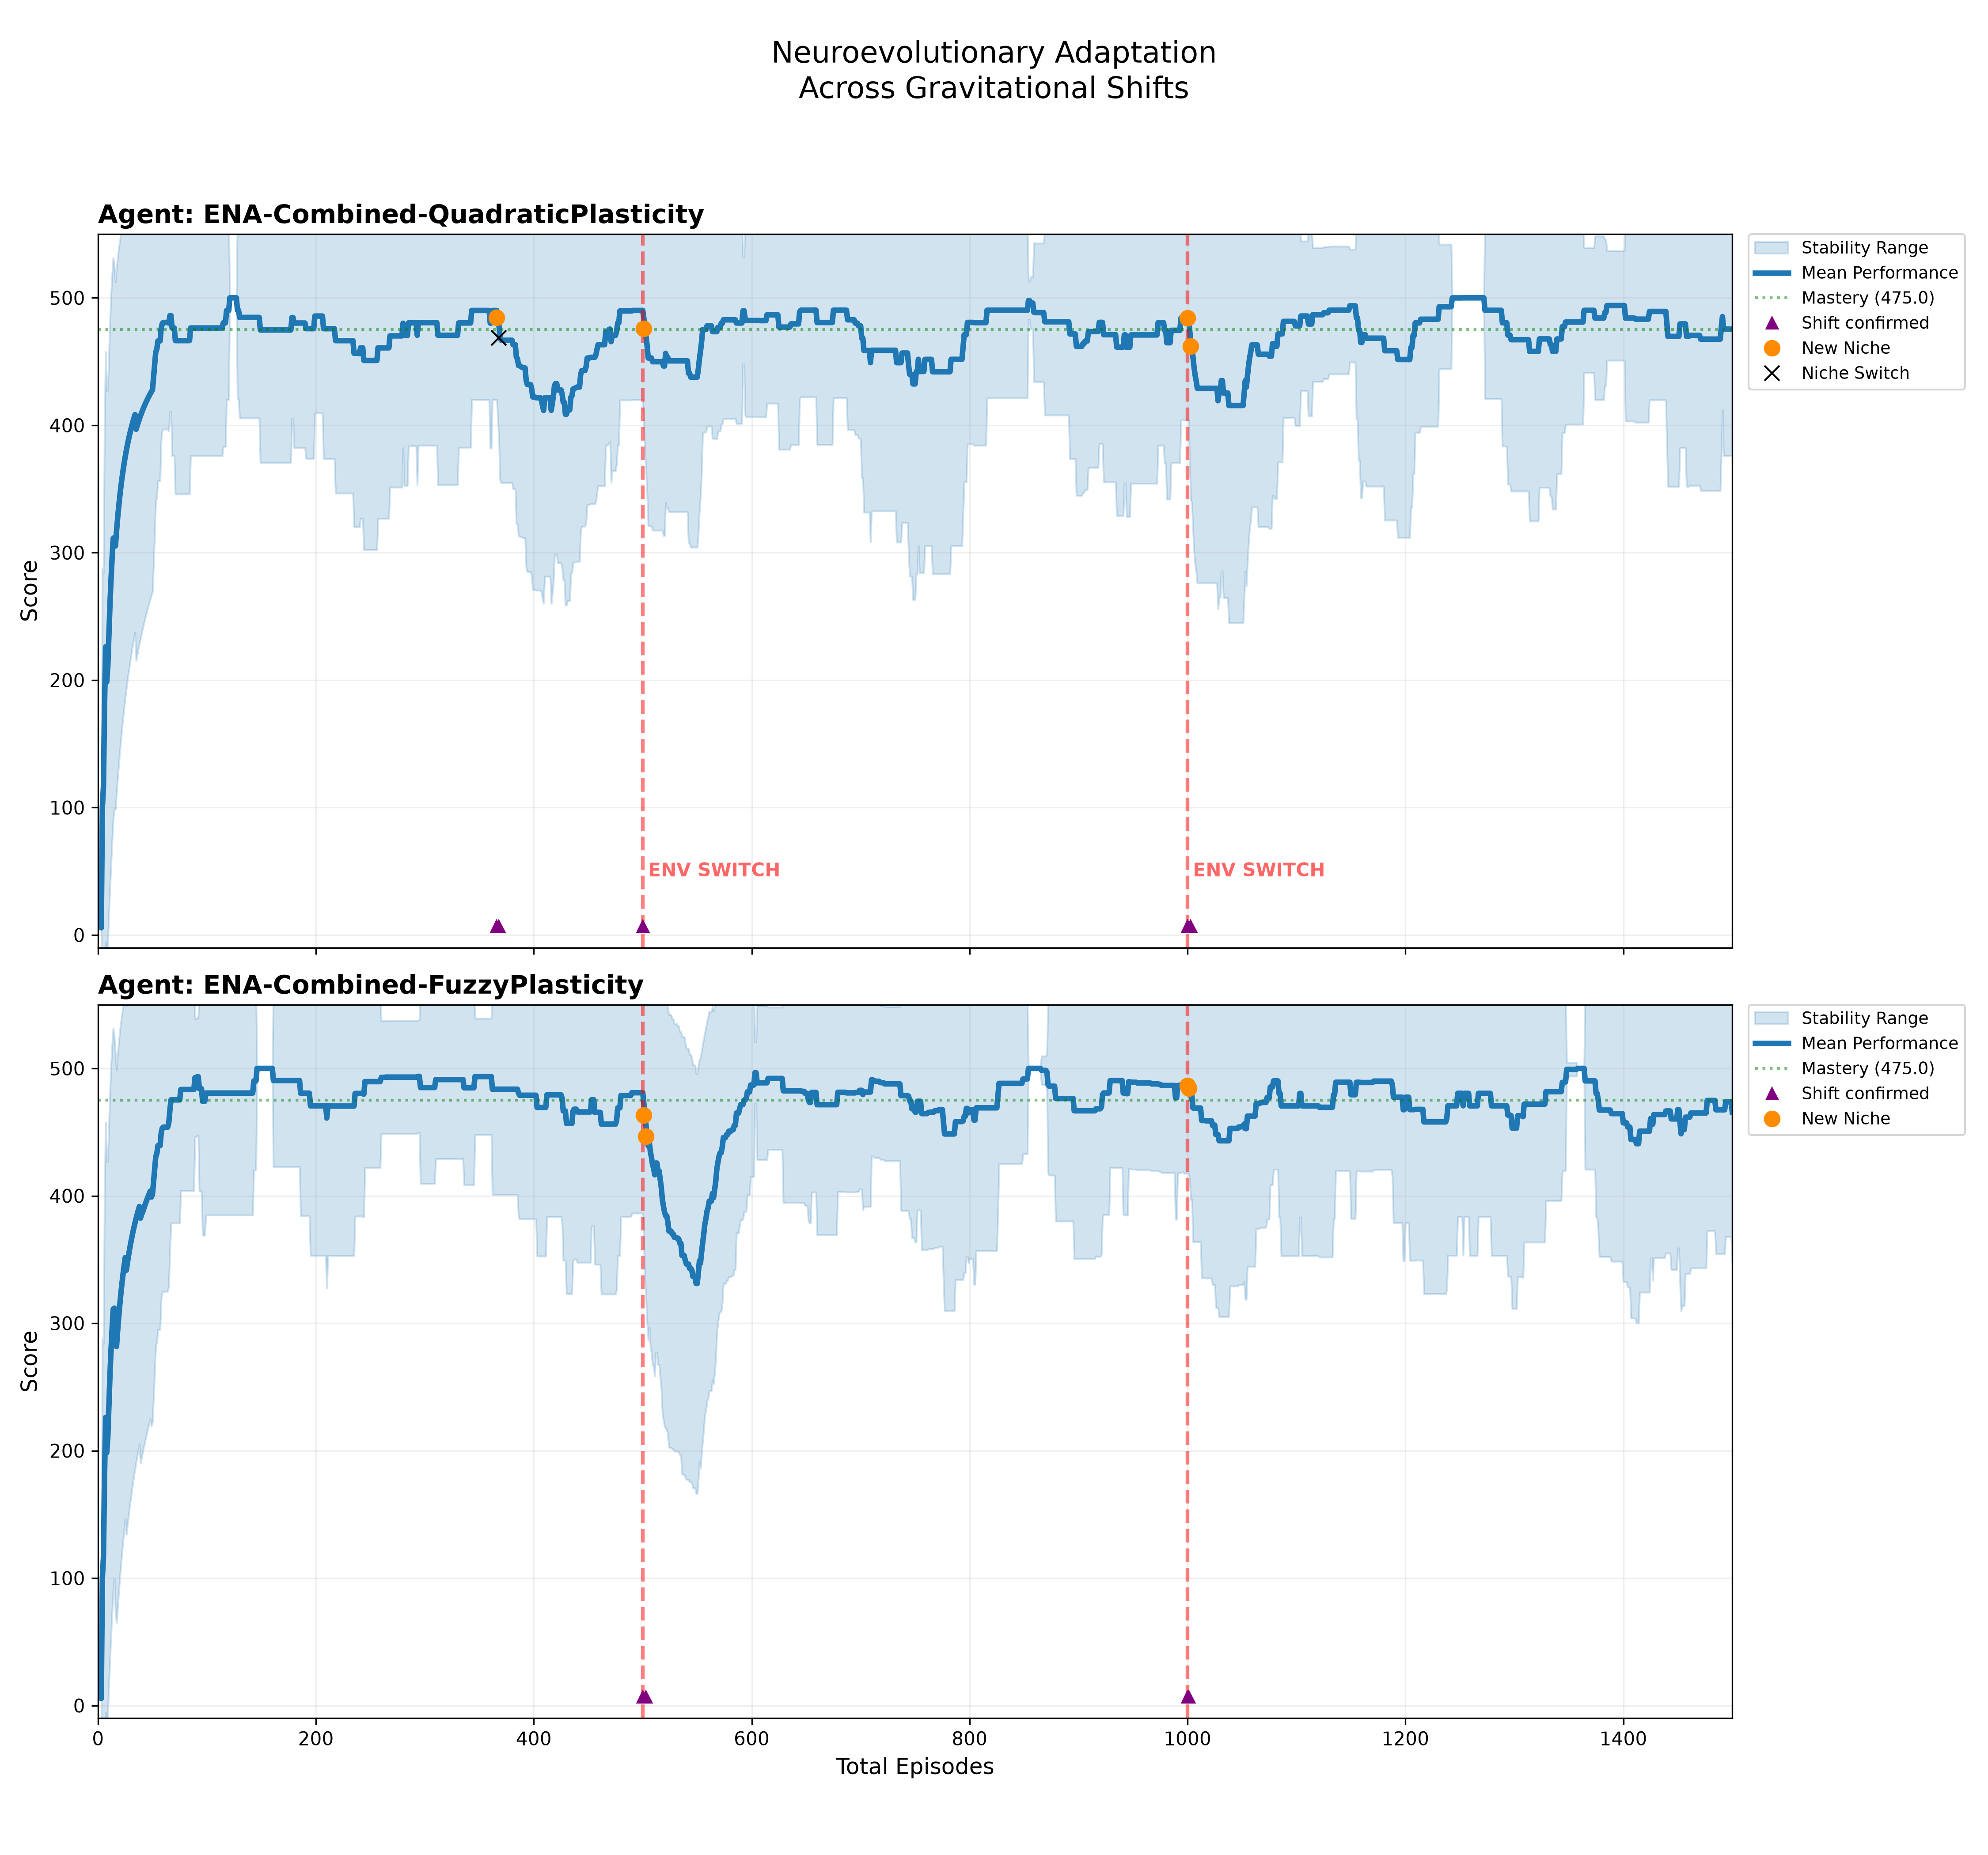 Neuroevolutionary Adaptation
Across Gravitational Shifts
Agent: ENA-Combined-QuadraticPlasticity
Score
500
400
300
200
100
0
ENV SWITCH
ENV SWITCH
Stability Range
Mean Performance
Mastery (475.0)
Shift confirmed
New Niche
Niche Switch
Agent: ENA-Combined-FuzzyPlasticity
Score
500
400
300
200
100
0
Stability Range
Mean Performance
Mastery (475.0)
Shift confirmed
New Niche
0 200 400 600 800 1000 1200 1400
Total Episodes